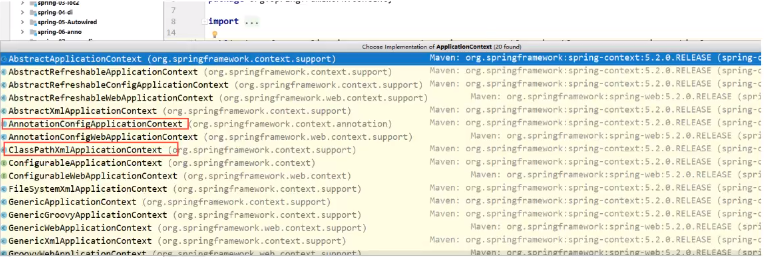 spring-03-ioc2
spring-04-di
7
spring-05-Autowired
8
import ...
spring-06-anno
14
Choose Implementation of ApplicationContext (20 found)
AbstractApplicationContext (org.springframework.context.support) Maven: org.springframework:spring-context:5.2.0.RELEASE (spring-c
AbstractRefreshableApplicationContext (org.springframework.context.support) Maven: org.springframework:spring-context:5.2.0.RELEASE (spring-c
AbstractRefreshableConfigApplicationContext (org.springframework.context.support) Maven: org.springframework:spring-context:5.2.0.RELEASE (spring-c
AbstractRefreshableWebApplicationContext (org.springframework.web.context.support) Maven: org.springframework:spring-web:5.2.0.RELEASE (spri
AbstractXmlApplicationContext (org.springframework.context.support) Maven: org.springframework:spring-context:5.2.0.RELEASE (spring-c
AnnotationConfigApplicationContext (org.springframework.context.annotation) Maven: org.springframework:spring-context:5.2.0.RELEASE (spring-c
AnnotationConfigWebApplicationContext (org.springframework.web.context.support) Maven: org.springframework:spring-web:5.2.0.RELEASE (spri
ClassPathXmlApplicationContext (org.springframework.context.support) Maven: org.springframework:spring-context:5.2.0.RELEASE (spring-c
ConfigurableApplicationContext (org.springframework.context) Maven: org.springframework:spring-context:5.2.0.RELEASE (spring-c
ConfigurableWebApplicationContext (org.springframework.web.context) Maven: org.springframework:spring-web:5.2.0.RELEASE (spri
FileSystemXmlApplicationContext (org.springframework.context.support) Maven: org.springframework:spring-context:5.2.0.RELEASE (spring-c
GenericApplicationContext (org.springframework.context.support) Maven: org.springframework:spring-context:5.2.0.RELEASE (spring-c
GenericGroovyApplicationContext (org.springframework.context.support) Maven: org.springframework:spring-context:5.2.0.RELEASE (spring-c
GenericWebApplicationContext (org.springframework.web.context.support) Maven: org.springframework:spring-web:5.2.0.RELEASE (spri
GenericXmlApplicationContext (org.springframework.context.support) Maven: org.springframework:spring-context:5.2.0.RELEASE (spring-c
GroovyWebApplicationContext (org.springframework.web.context.support) Maven: org.springframework:spring-web:5.2.0.RELEASE (spri